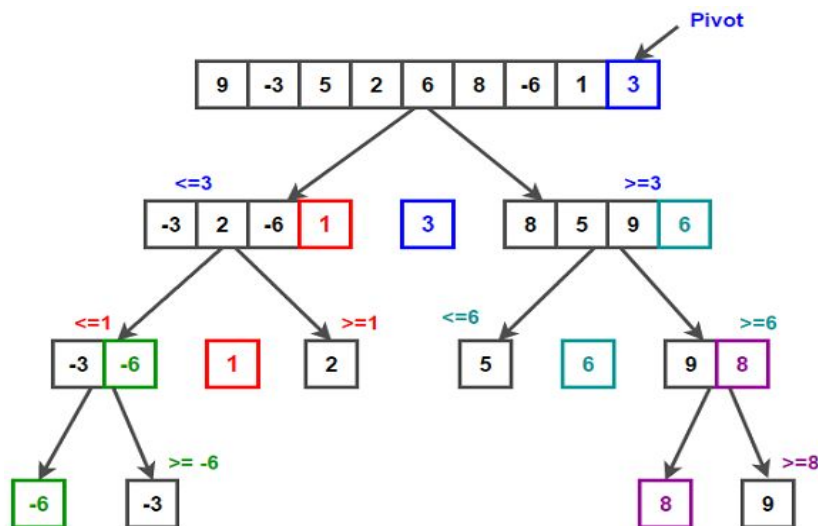 Pivot
9 -3 5 2 6 8 -6 1 3
<=3 >=3
-3 2 -6 1 3 8 5 9 6
<=1 >=1 <=6 >=6
-3 -6 1 2 5 6 9 8
>= -6 >=8
-6 -3 8 9